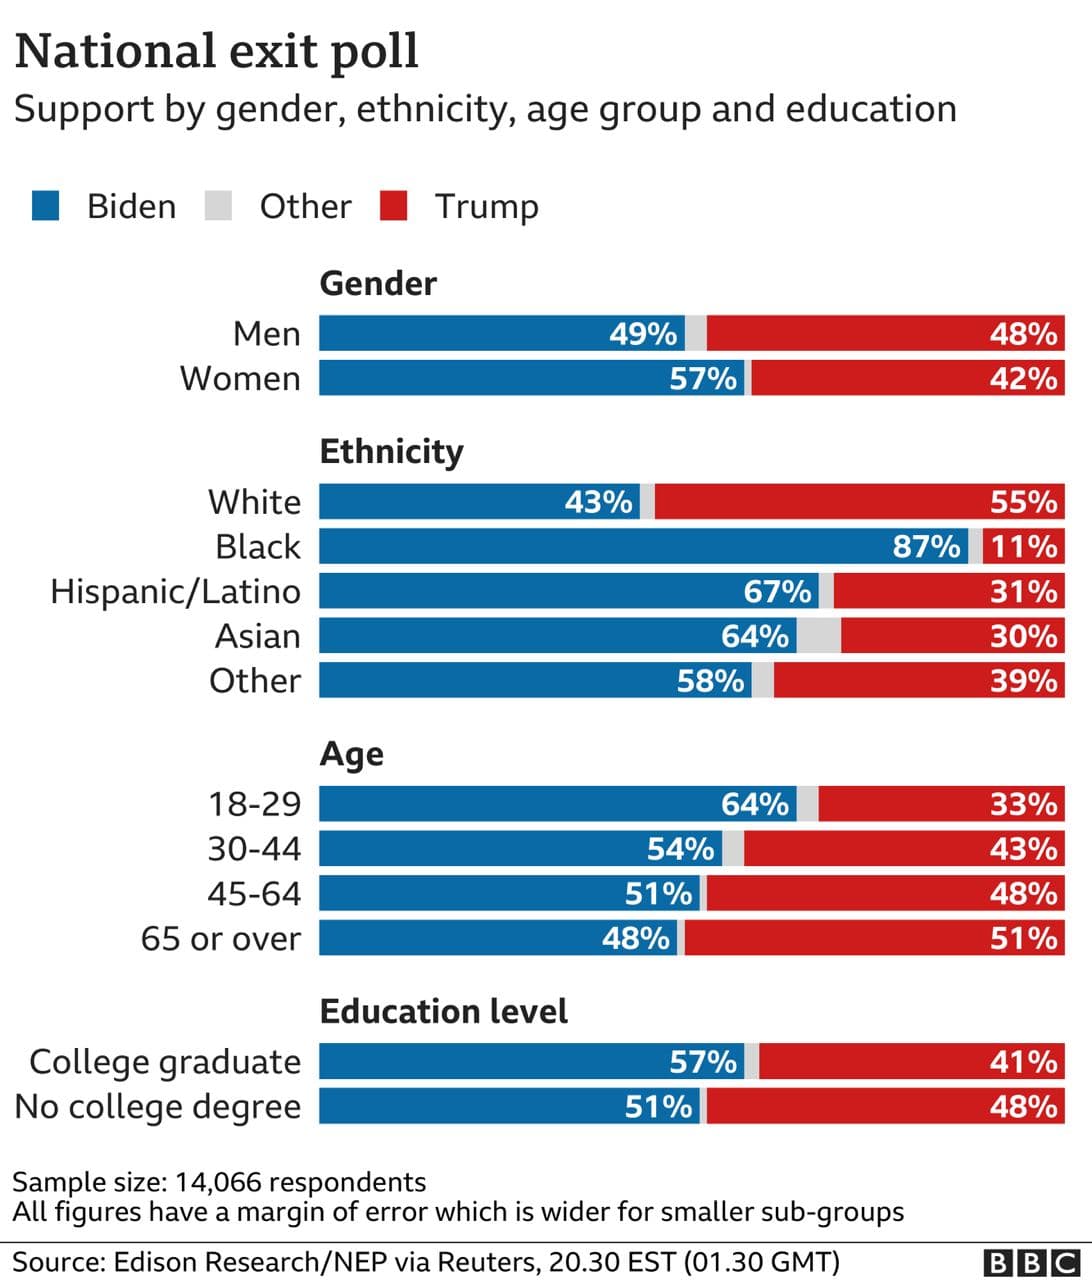 National exit poll
Support by gender, ethnicity, age group and education
Biden Other Trump
Gender
Men 49% 48%
Women 57% 42%
Ethnicity
White 43% 55%
Black 87% 11%
Hispanic/Latino 67% 31%
Asian 64% 30%
Other 58% 39%
Age
18-29 64% 33%
30-44 54% 43%
45-64 51% 48%
65 or over 48% 51%
Education level
College graduate 57% 41%
No college degree 51% 48%
Sample size: 14,066 respondents
All figures have a margin of error which is wider for smaller sub-groups
Source: Edison Research/NEP via Reuters, 20.30 EST (01.30 GMT) BBC